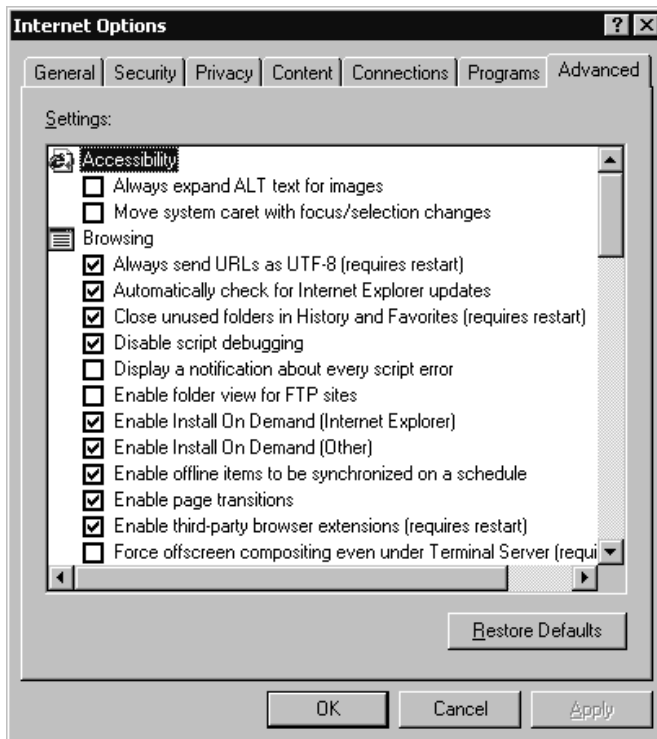 Internet Options
General Security Privacy Content Connections Programs Advanced
Settings:
Accessibility
Always expand ALT text for images
Move system caret with focus/selection changes
Browsing
Always send URLs as UTF-8 (requires restart)
Automatically check for Internet Explorer updates
Close unused folders in History and Favorites (requires restart)
Disable script debugging
Display a notification about every script error
Enable folder view for FTP sites
Enable Install On Demand (Internet Explorer)
Enable Install On Demand (Other)
Enable offline items to be synchronized on a schedule
Enable page transitions
Enable third-party browser extensions (requires restart)
Force offscreen compositing even under Terminal Server (requi
Restore Defaults
OK Cancel Apply